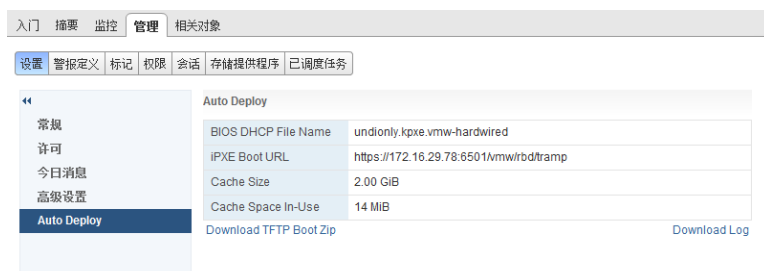 入门 摘要 监控 管理 相关对象
设置 警报定义 标记 权限 会话 存储提供程序 已调度任务
常规
许可
今日消息
高级设置
Auto Deploy
Auto Deploy
BIOS DHCP File Name undionly.kpxe.vmw-hardwired
iPXE Boot URL https://172.16.29.78:6501/vmw/rbd/tramp
Cache Size 2.00 GiB
Cache Space In-Use 14 MiB
Download TFTP Boot Zip Download Log